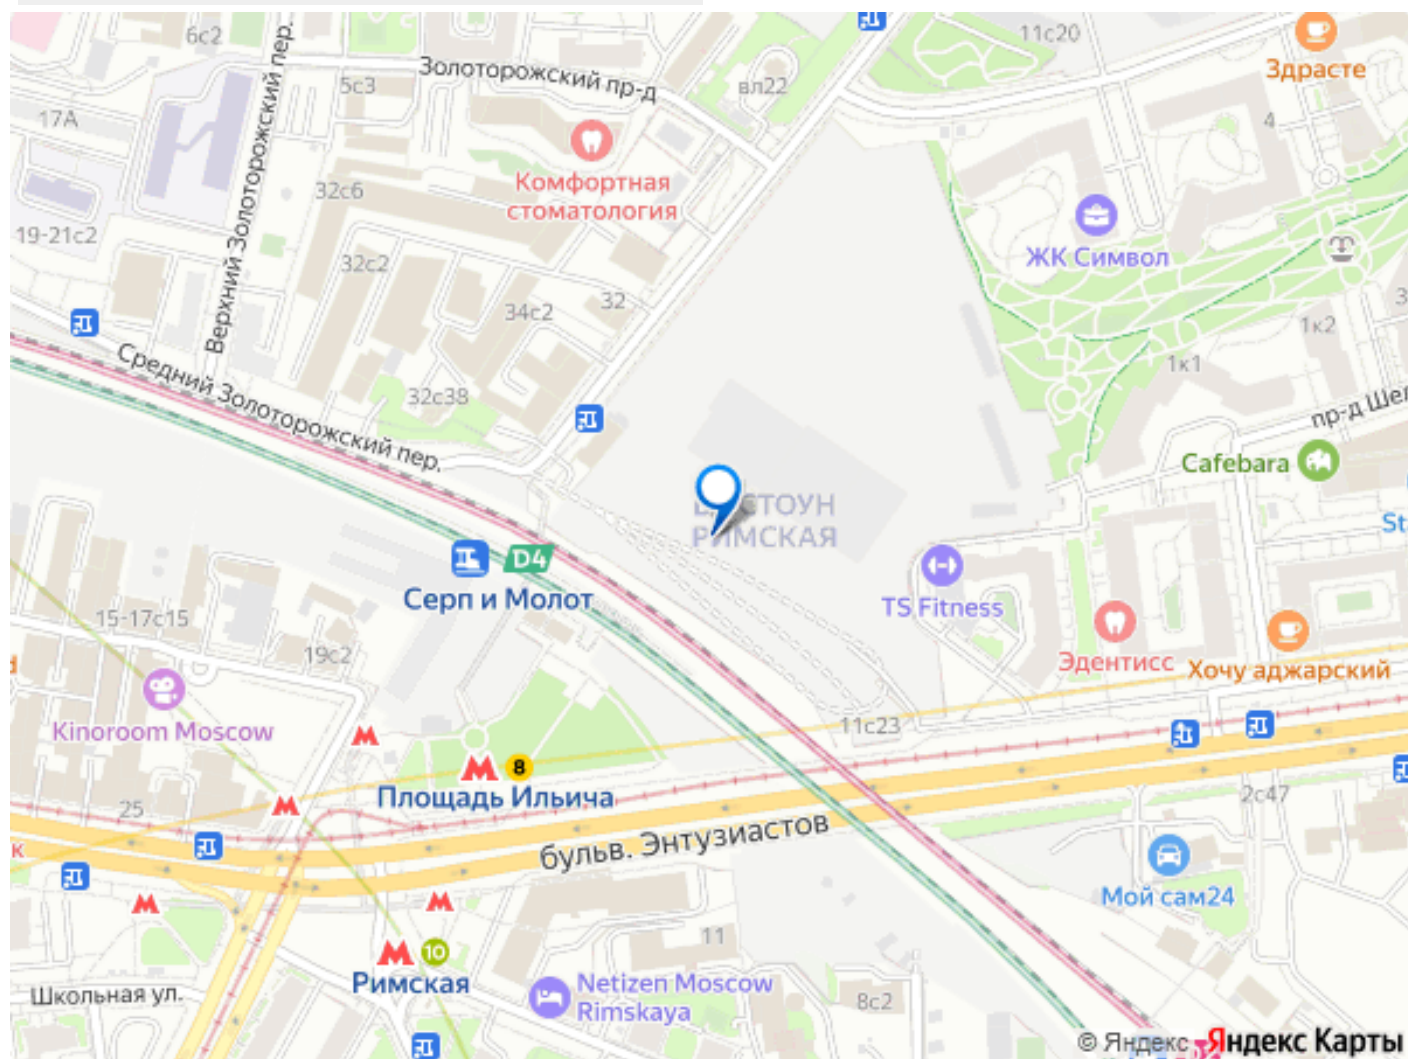 6с2
11с20
Здрасте
Золоторожский пр-д
5с3
вл22
17А
4
Верхний Золоторожский пер.
Комфортная
стоматология
32с6
19-21с2
32с2
ЖК Символ
32
34с2
1к2
3
Средний Золоторожский пер.
1к1
32с38
пр-д Шел
Cafebara
СТОУН
РИМСКАЯ
St
D4
Серп и Молот
TS Fitness
15-17с15
19с2
Эдентисс
Хочу аджарский
d
Kinoroom Moscow
11с23
8
Площадь Ильича
25
2с47
бульв. Энтузиастов
к
Мой сам24
11
10
Римская
Netizen Moscow
Rimskaya
Школьная ул.
8с2
© Яндекс Яндекс Карты